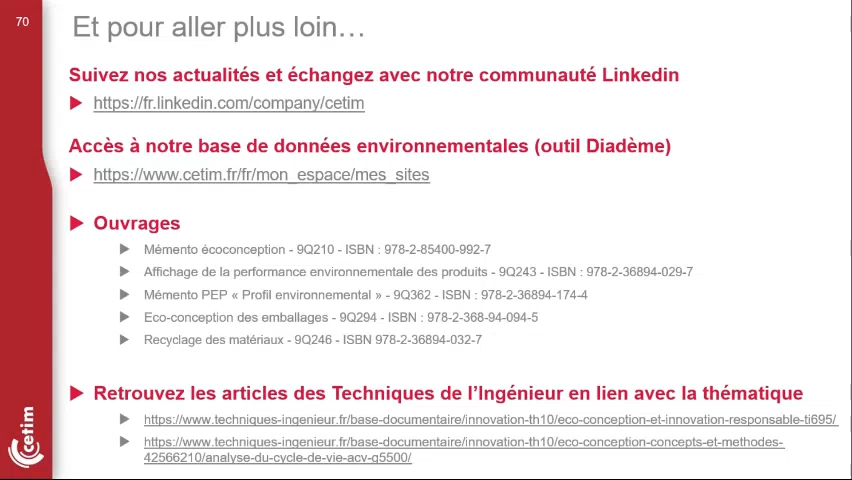 70
Et pour aller plus loin…
Suivez nos actualités et échangez avec notre communauté Linkedin
https://fr.linkedin.com/company/cetim
Accès à notre base de données environnementales (outil Diadème)
https://www.cetim.fr/fr/mon_espace/mes_sites
Ouvrages
Mémento écoconception - 9Q210 - ISBN : 978-2-85400-992-7
Affichage de la performance environnementale des produits - 9Q243 - ISBN : 978-2-36894-029-7
Mémento PEP « Profil environnemental » - 9Q362 - ISBN : 978-2-36894-174-4
Eco-conception des emballages - 9Q294 - ISBN : 978-2-368-94-094-5
Recyclage des matériaux - 9Q246 - ISBN 978-2-36894-032-7
Retrouvez les articles des Techniques de l’Ingénieur en lien avec la thématique
https://www.techniques-ingenieur.fr/base-documentaire/innovation-th10/eco-conception-et-innovation-responsable-ti695/
https://www.techniques-ingenieur.fr/base-documentaire/innovation-th10/eco-conception-concepts-et-methodes-
42566210/analyse-du-cycle-de-vie-acv-g5500/
cetim